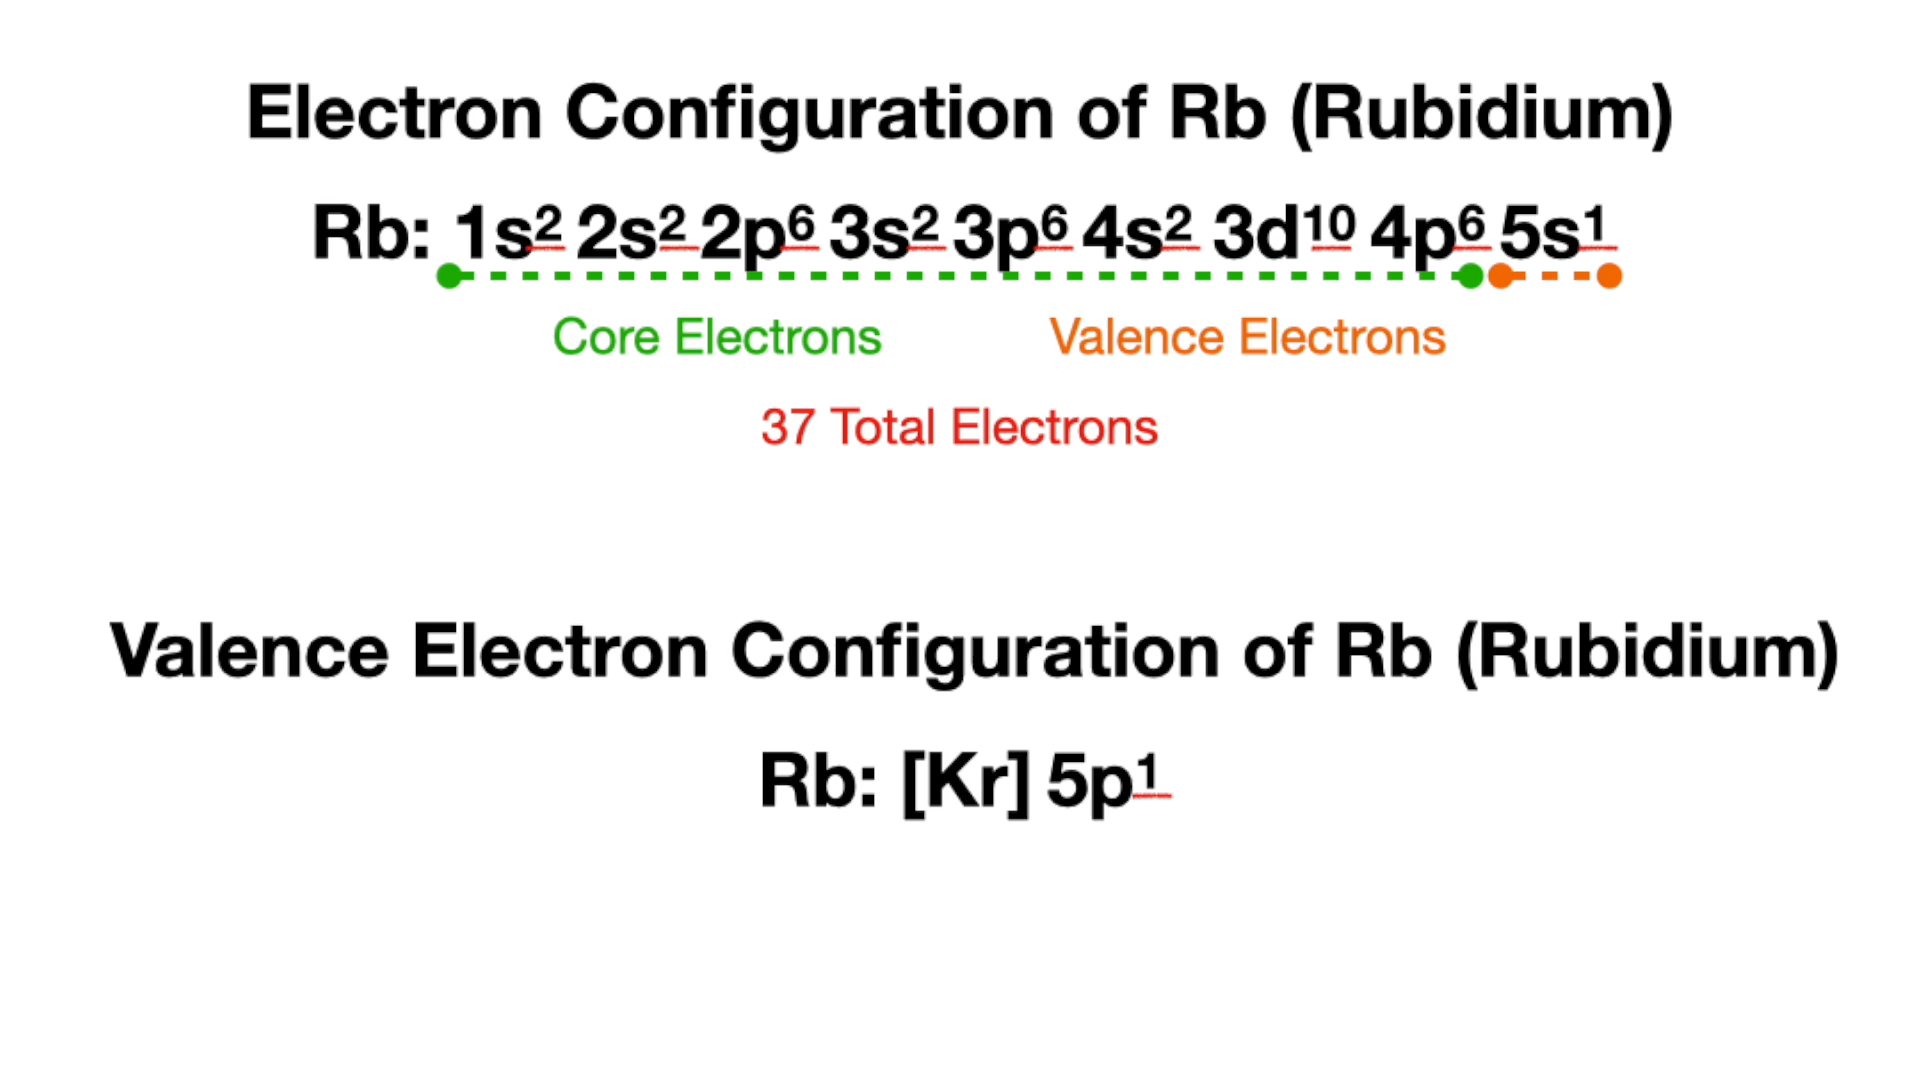 Electron Configuration of Rb (Rubidium)
Rb: 1s² 2s² 2p⁶ 3s² 3p⁶ 4s² 3d¹⁰ 4p⁶ 5s¹
Core Electrons Valence Electrons
37 Total Electrons
Valence Electron Configuration of Rb (Rubidium)
Rb: [Kr] 5p¹